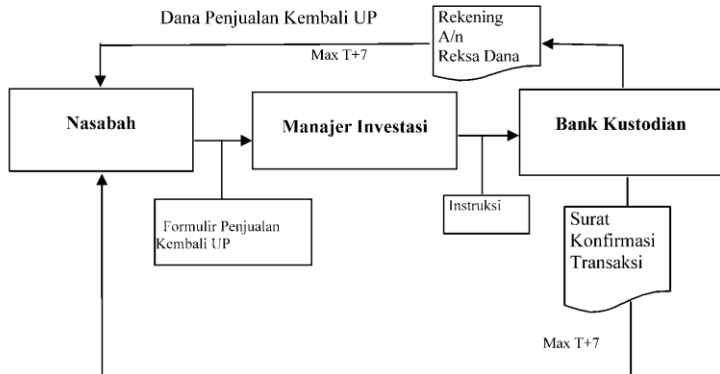 Dana Penjualan Kembali UP
Max T+7
Rekening
A/n
Reksa Dana
Nasabah
Manajer Investasi
Bank Kustodian
Formulir Penjualan
Kembali UP
Instruksi
Surat
Konfirmasi
Transaksi
Max T+7